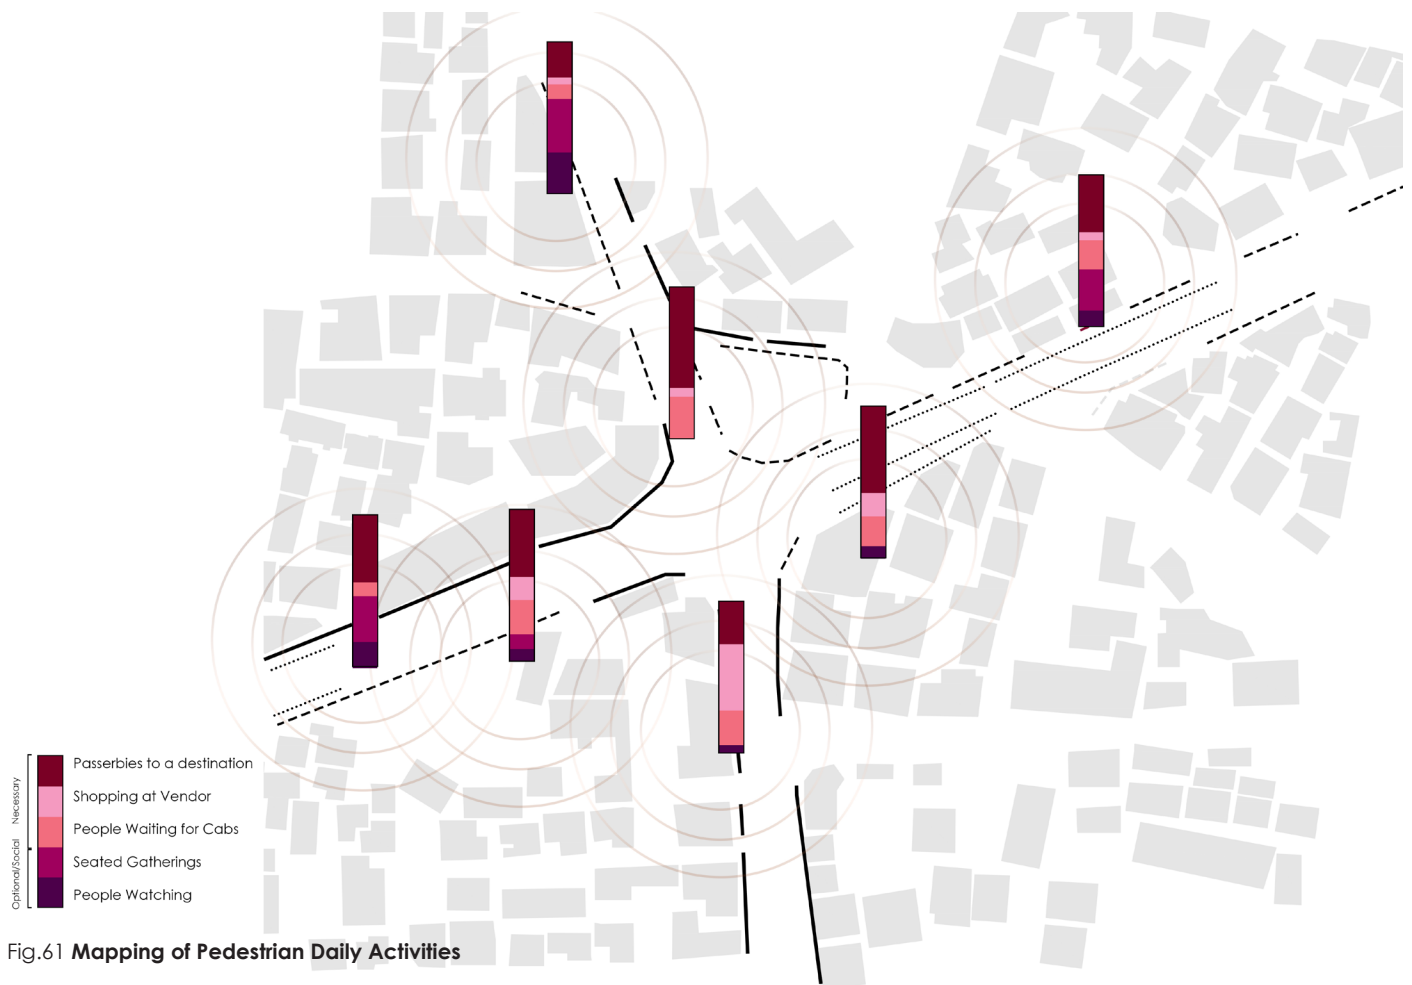 Necessary
Optional/Social
Passerbies to a destination
Shopping at Vendor
People Waiting for Cabs
Seated Gatherings
People Watching
Fig.61 Mapping of Pedestrian Daily Activities